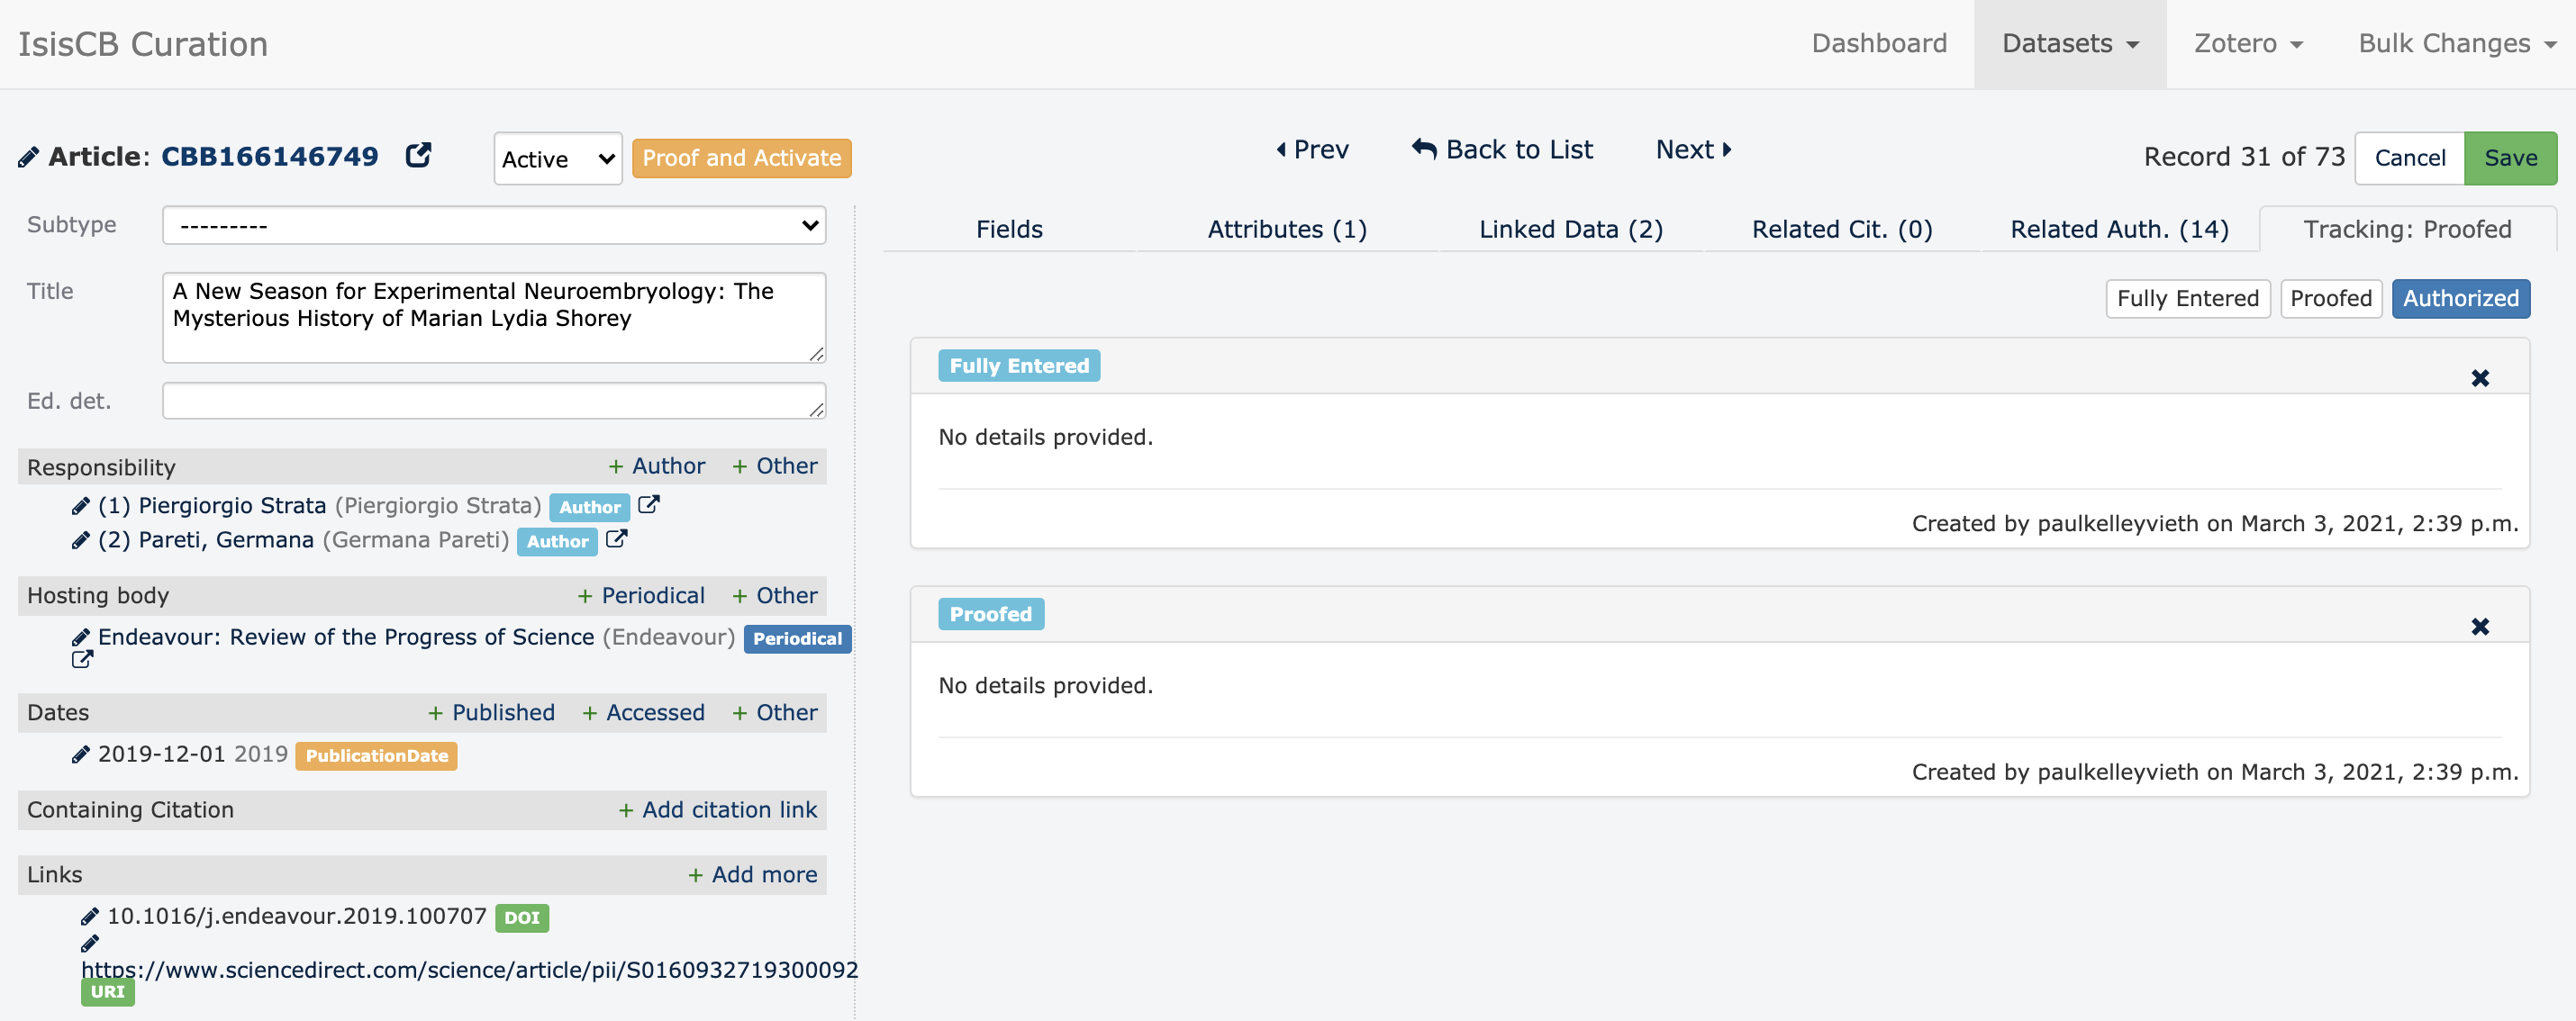 IsisCB Curation
Dashboard
Datasets
Zotero
Bulk Changes
Article: CBB166146749
Active
Proof and Activate
Prev
Back to List
Next
Record 31 of 73
Cancel
Save
Subtype
---------
Title
A New Season for Experimental Neuroembryology: The
Mysterious History of Marian Lydia Shorey
Ed. det.
Responsibility
+ Author
+ Other
(1) Piergiorgio Strata (Piergiorgio Strata) Author
(2) Pareti, Germana (Germana Pareti) Author
Hosting body
+ Periodical
+ Other
Endeavour: Review of the Progress of Science (Endeavour) Periodical
Dates
+ Published
+ Accessed
+ Other
2019-12-01 2019 PublicationDate
Containing Citation
+ Add citation link
Links
+ Add more
10.1016/j.endeavour.2019.100707 DOI
https://www.sciencedirect.com/science/article/pii/S0160932719300092
URI
Fields
Attributes (1)
Linked Data (2)
Related Cit. (0)
Related Auth. (14)
Tracking: Proofed
Fully Entered
Proofed
Authorized
Fully Entered
No details provided.
Created by paulkelleyvieth on March 3, 2021, 2:39 p.m.
Proofed
No details provided.
Created by paulkelleyvieth on March 3, 2021, 2:39 p.m.